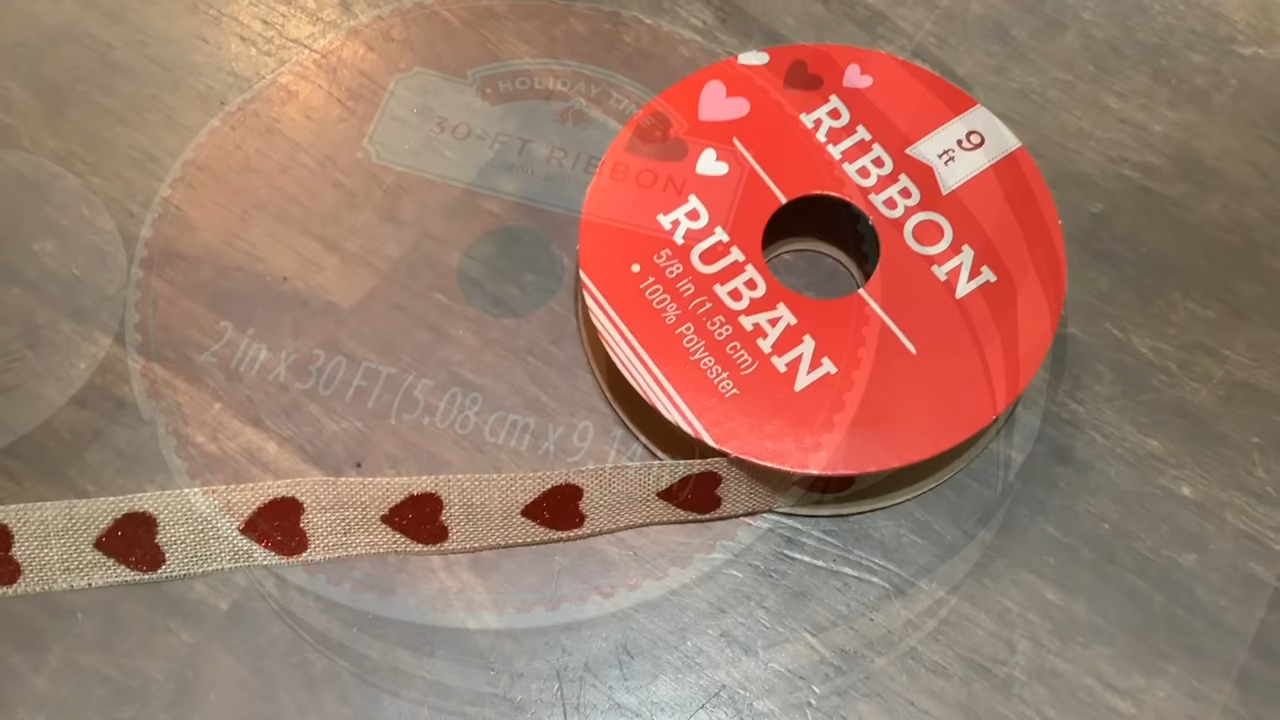 HOLIDAY TIME
30-FT RIBBON
2 in x 30 FT (5.08 cm x 9.14
9
ft
RIBBON
RUBAN
5/8 in (1.58 cm)
• 100% Polyester